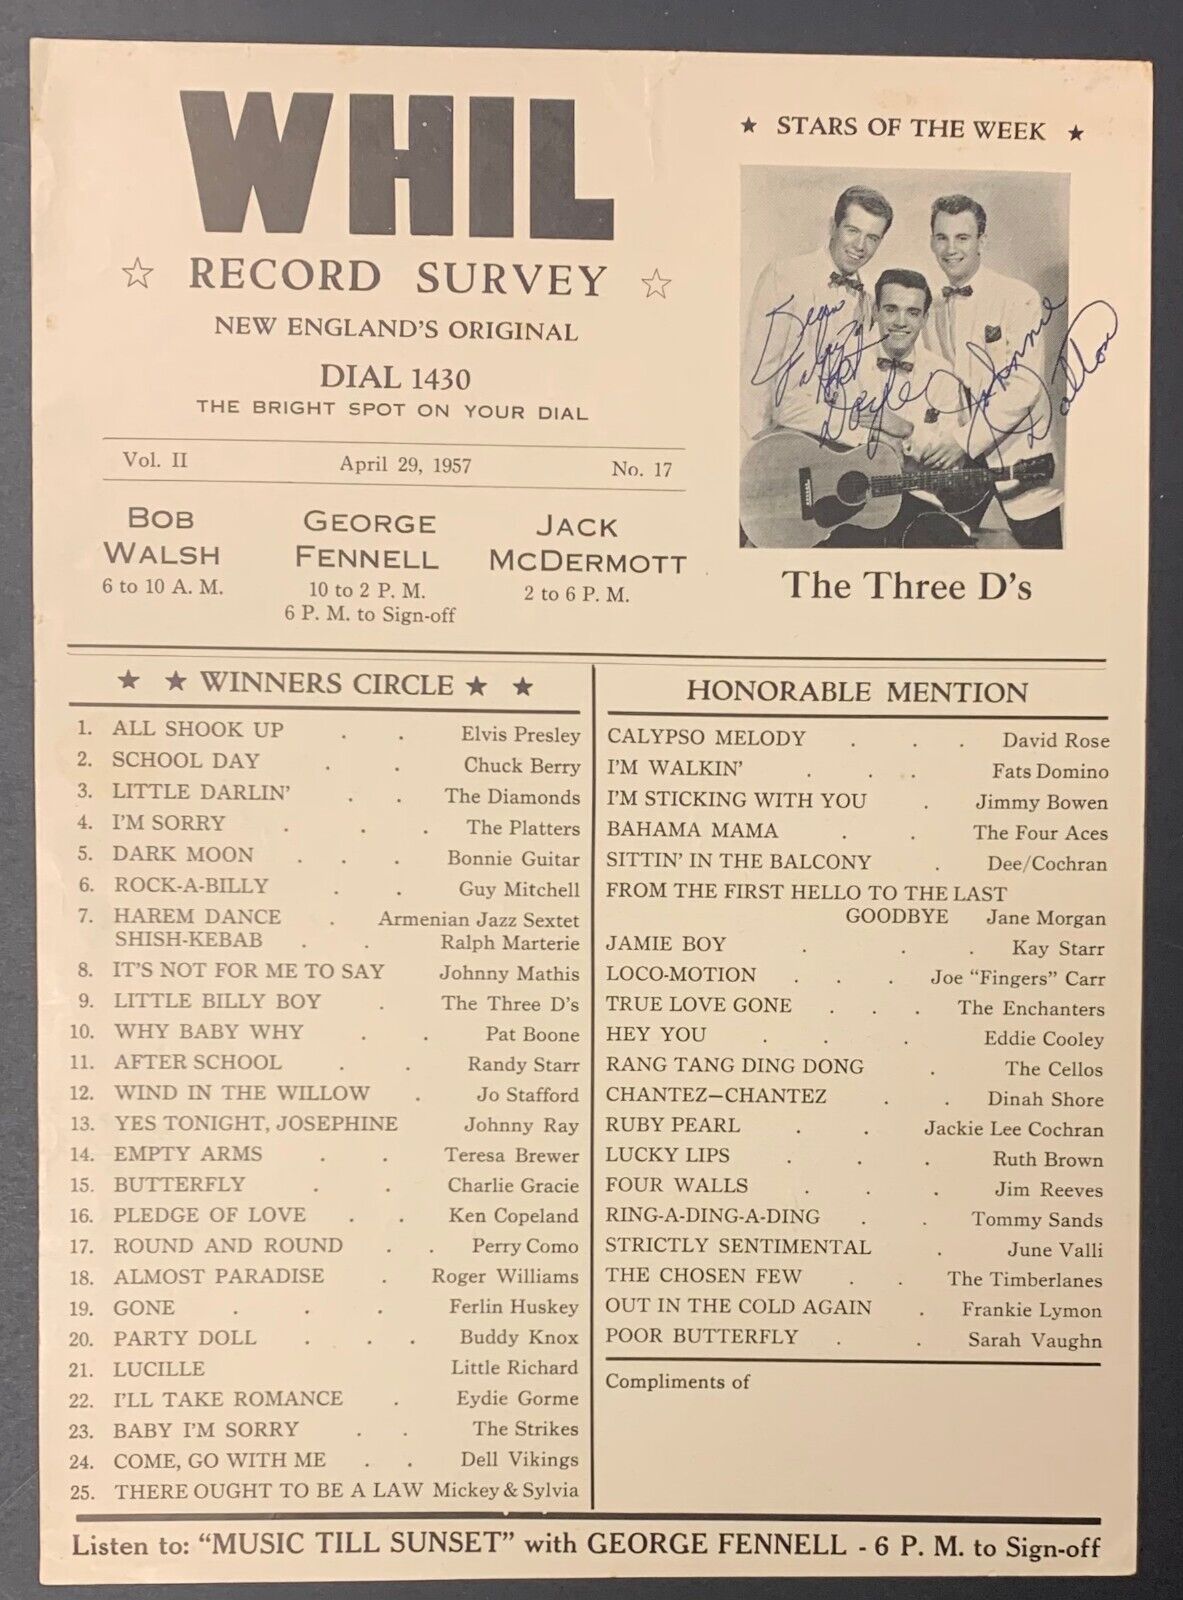 WHIL
☆ RECORD SURVEY ☆
NEW ENGLAND'S ORIGINAL
DIAL 1430
THE BRIGHT SPOT ON YOUR DIAL
Vol. II April 29, 1957 No. 17
BOB WALSH
6 to 10 A. M.
GEORGE FENNELL
10 to 2 P. M.
6 P. M. to Sign-off
JACK McDERMOTT
2 to 6 P. M.
★ STARS OF THE WEEK ★
Dean
Doyle
Johnnie
Dalton
The Three D's
★ ★ WINNERS CIRCLE ★ ★
1. ALL SHOOK UP . . Elvis Presley
2. SCHOOL DAY . . Chuck Berry
3. LITTLE DARLIN' . . The Diamonds
4. I'M SORRY . . . The Platters
5. DARK MOON . . . Bonnie Guitar
6. ROCK-A-BILLY . . Guy Mitchell
7. HAREM DANCE . Armenian Jazz Sextet
SHISH-KEBAB . . Ralph Marterie
8. IT'S NOT FOR ME TO SAY Johnny Mathis
9. LITTLE BILLY BOY . The Three D's
10. WHY BABY WHY . . Pat Boone
11. AFTER SCHOOL . . Randy Starr
12. WIND IN THE WILLOW . Jo Stafford
13. YES TONIGHT, JOSEPHINE Johnny Ray
14. EMPTY ARMS . . Teresa Brewer
15. BUTTERFLY . . Charlie Gracie
16. PLEDGE OF LOVE . . Ken Copeland
17. ROUND AND ROUND . . Perry Como
18. ALMOST PARADISE . Roger Williams
19. GONE . . . Ferlin Huskey
20. PARTY DOLL . . . Buddy Knox
21. LUCILLE Little Richard
22. I'LL TAKE ROMANCE . Eydie Gorme
23. BABY I'M SORRY . . The Strikes
24. COME, GO WITH ME . . Dell Vikings
25. THERE OUGHT TO BE A LAW Mickey & Sylvia
HONORABLE MENTION
CALYPSO MELODY . . . David Rose
I'M WALKIN' . . . Fats Domino
I'M STICKING WITH YOU . Jimmy Bowen
BAHAMA MAMA . . The Four Aces
SITTIN' IN THE BALCONY . Dee/Cochran
FROM THE FIRST HELLO TO THE LAST
GOODBYE Jane Morgan
JAMIE BOY . . . Kay Starr
LOCO-MOTION . . . Joe "Fingers" Carr
TRUE LOVE GONE . . . The Enchanters
HEY YOU . . . Eddie Cooley
RANG TANG DING DONG . The Cellos
CHANTEZ—CHANTEZ . . Dinah Shore
RUBY PEARL . . Jackie Lee Cochran
LUCKY LIPS . . . Ruth Brown
FOUR WALLS . . . Jim Reeves
RING-A-DING-A-DING . . Tommy Sands
STRICTLY SENTIMENTAL . June Valli
THE CHOSEN FEW . . The Timberlanes
OUT IN THE COLD AGAIN . Frankie Lymon
POOR BUTTERFLY . . Sarah Vaughn
Compliments of
Listen to: "MUSIC TILL SUNSET" with GEORGE FENNELL - 6 P. M. to Sign-off